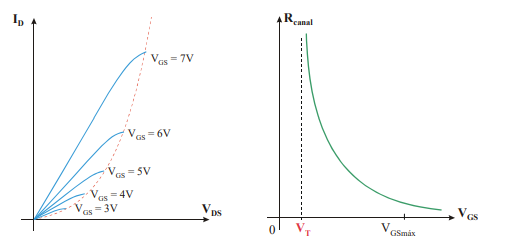 I_D
V_GS = 7V
V_GS = 6V
V_GS = 5V
V_GS = 4V
V_GS = 3V
V_DS
R_canal
0
V_T
V_GSmáx
V_GS